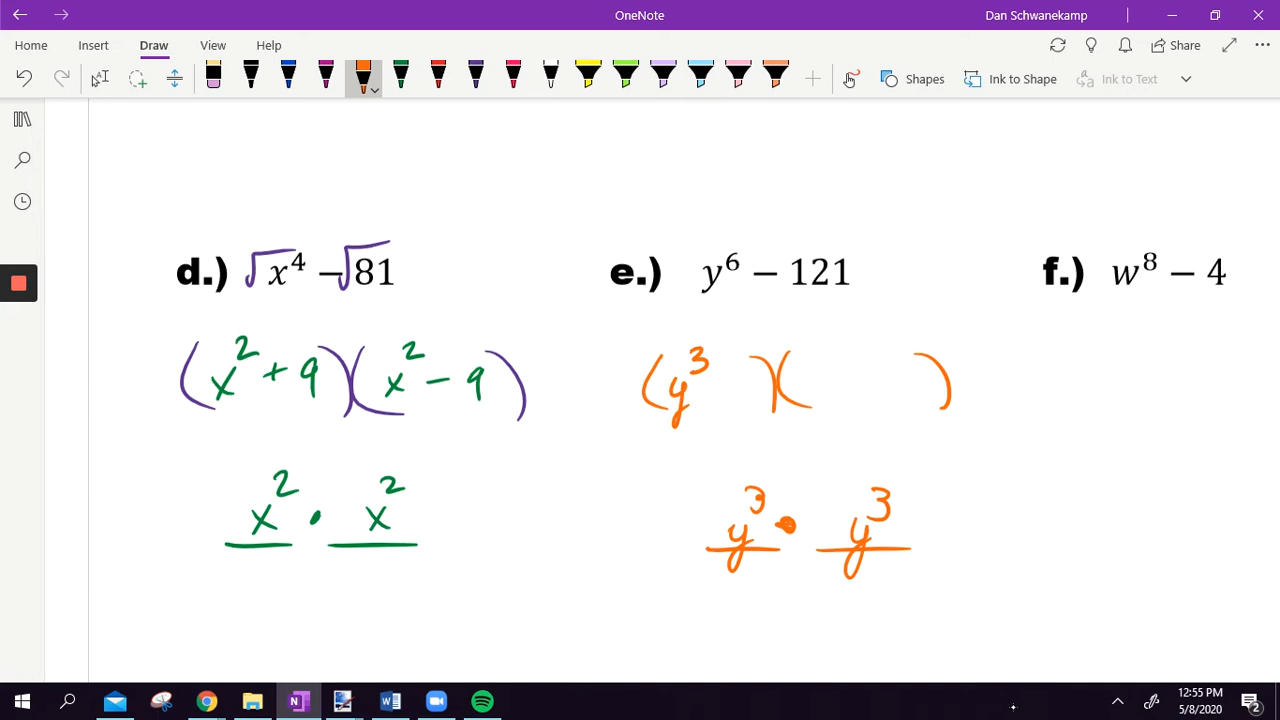 OneNote
Dan Schwanekamp
Home Insert Draw View Help
Share
Shapes
Ink to Shape
Ink to Text
d.) √x⁴ − √81
e.) y⁶ − 121
f.) w⁸ − 4
(x² + 9)(x² − 9)
(y³ )( )
x² · x²
y³ · y³
12:55 PM
5/8/2020
2